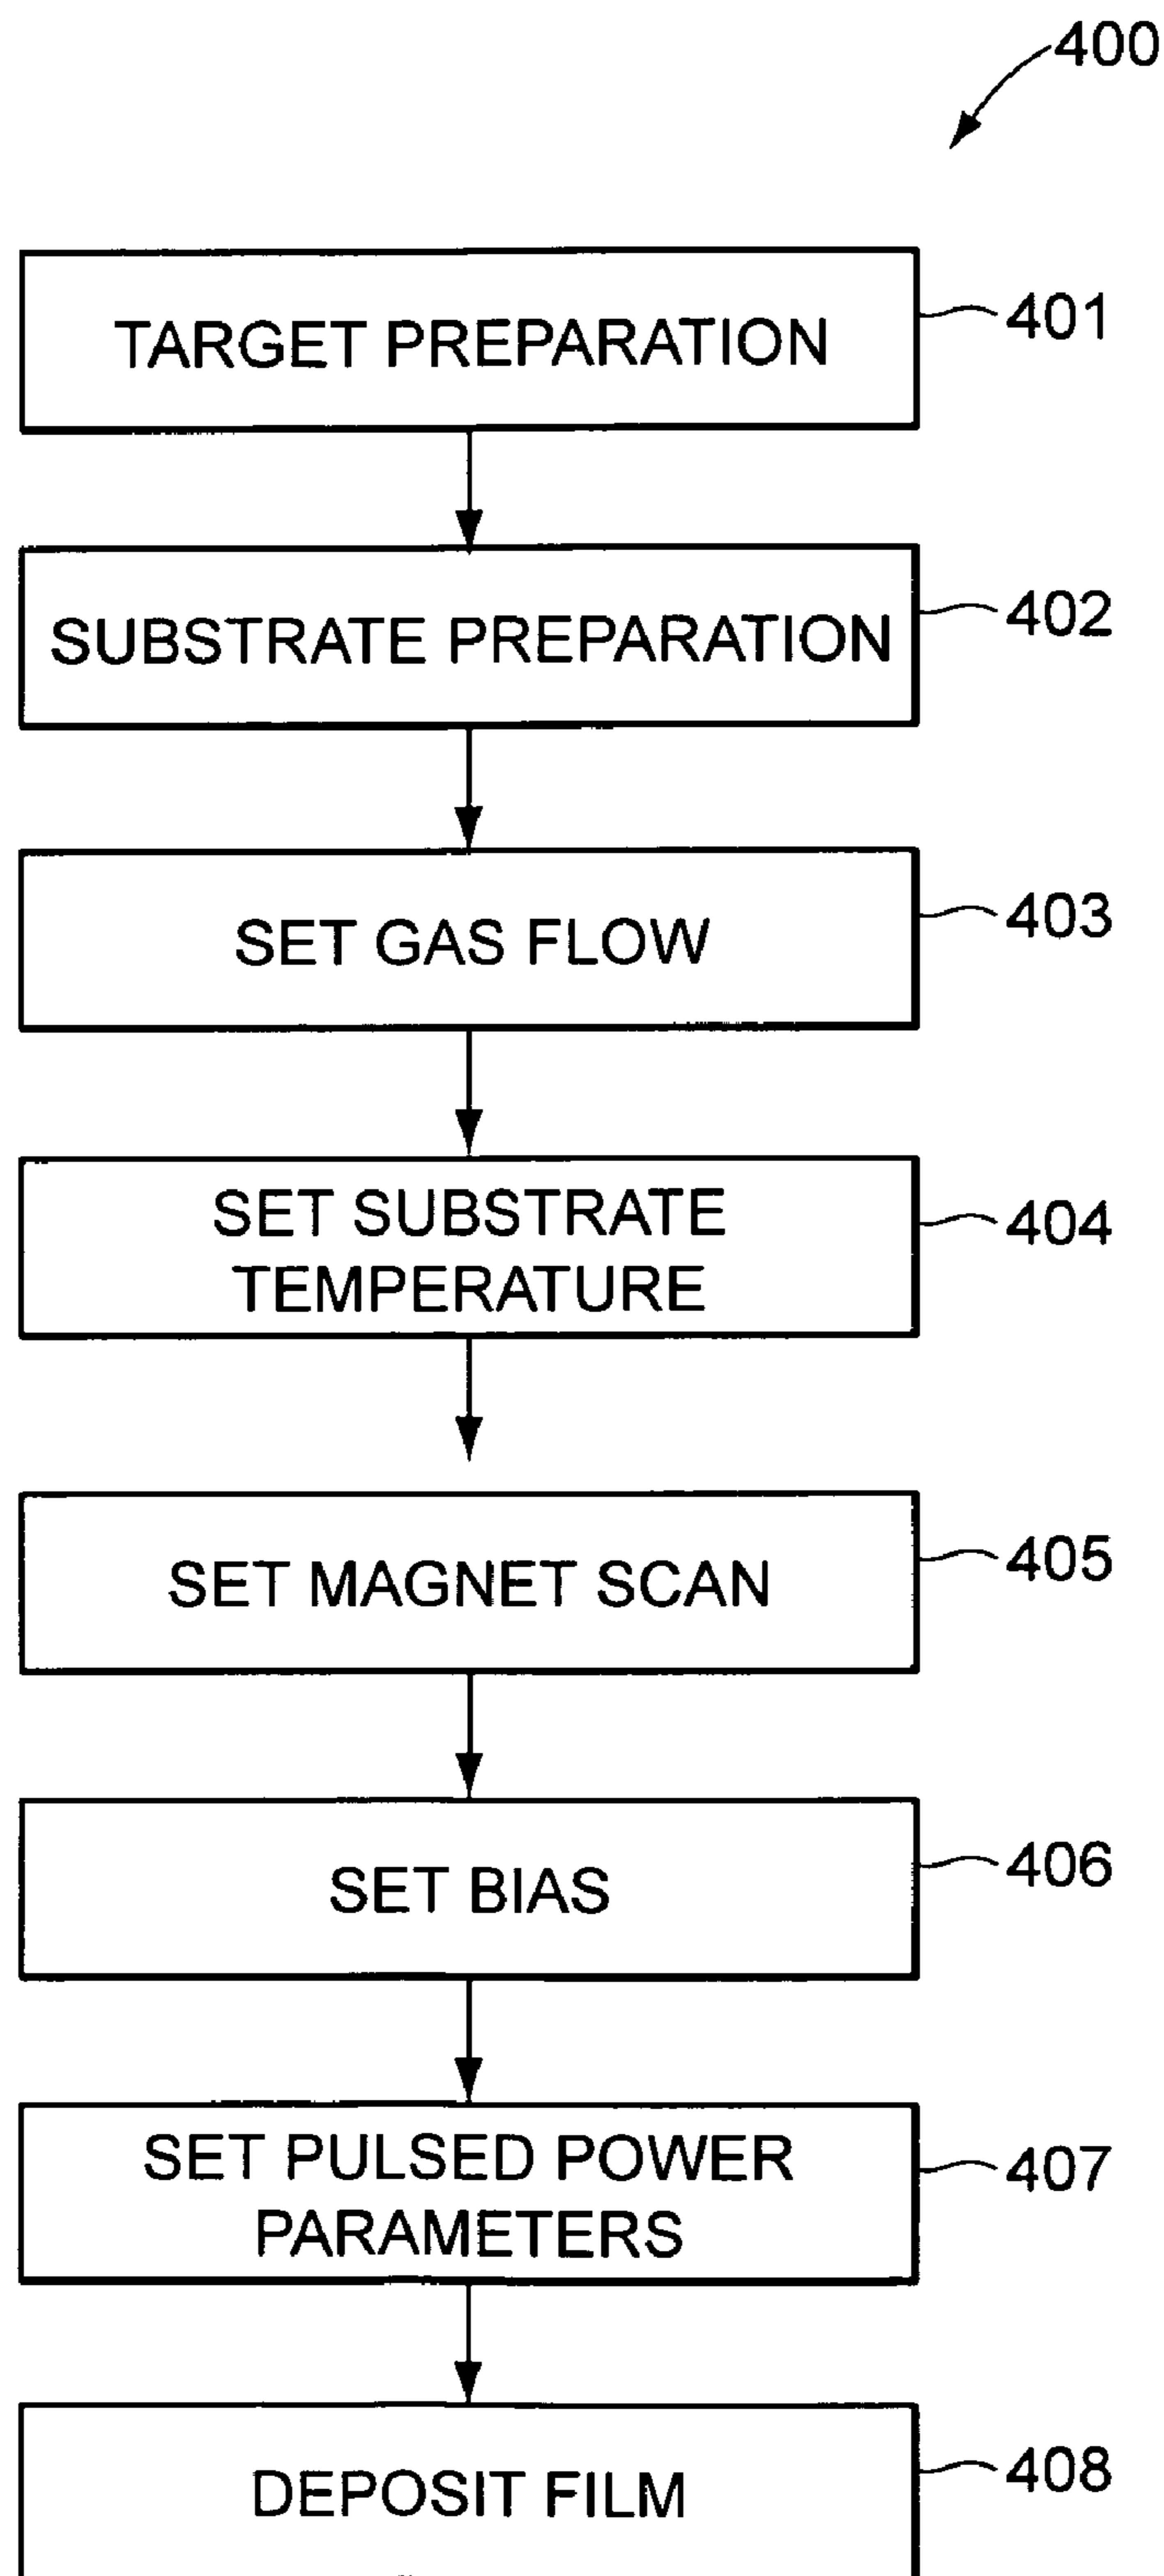 400
TARGET PREPARATION
401
SUBSTRATE PREPARATION
402
SET GAS FLOW
403
SET SUBSTRATE
TEMPERATURE
404
SET MAGNET SCAN
405
SET BIAS
406
SET PULSED POWER
PARAMETERS
407
DEPOSIT FILM
408